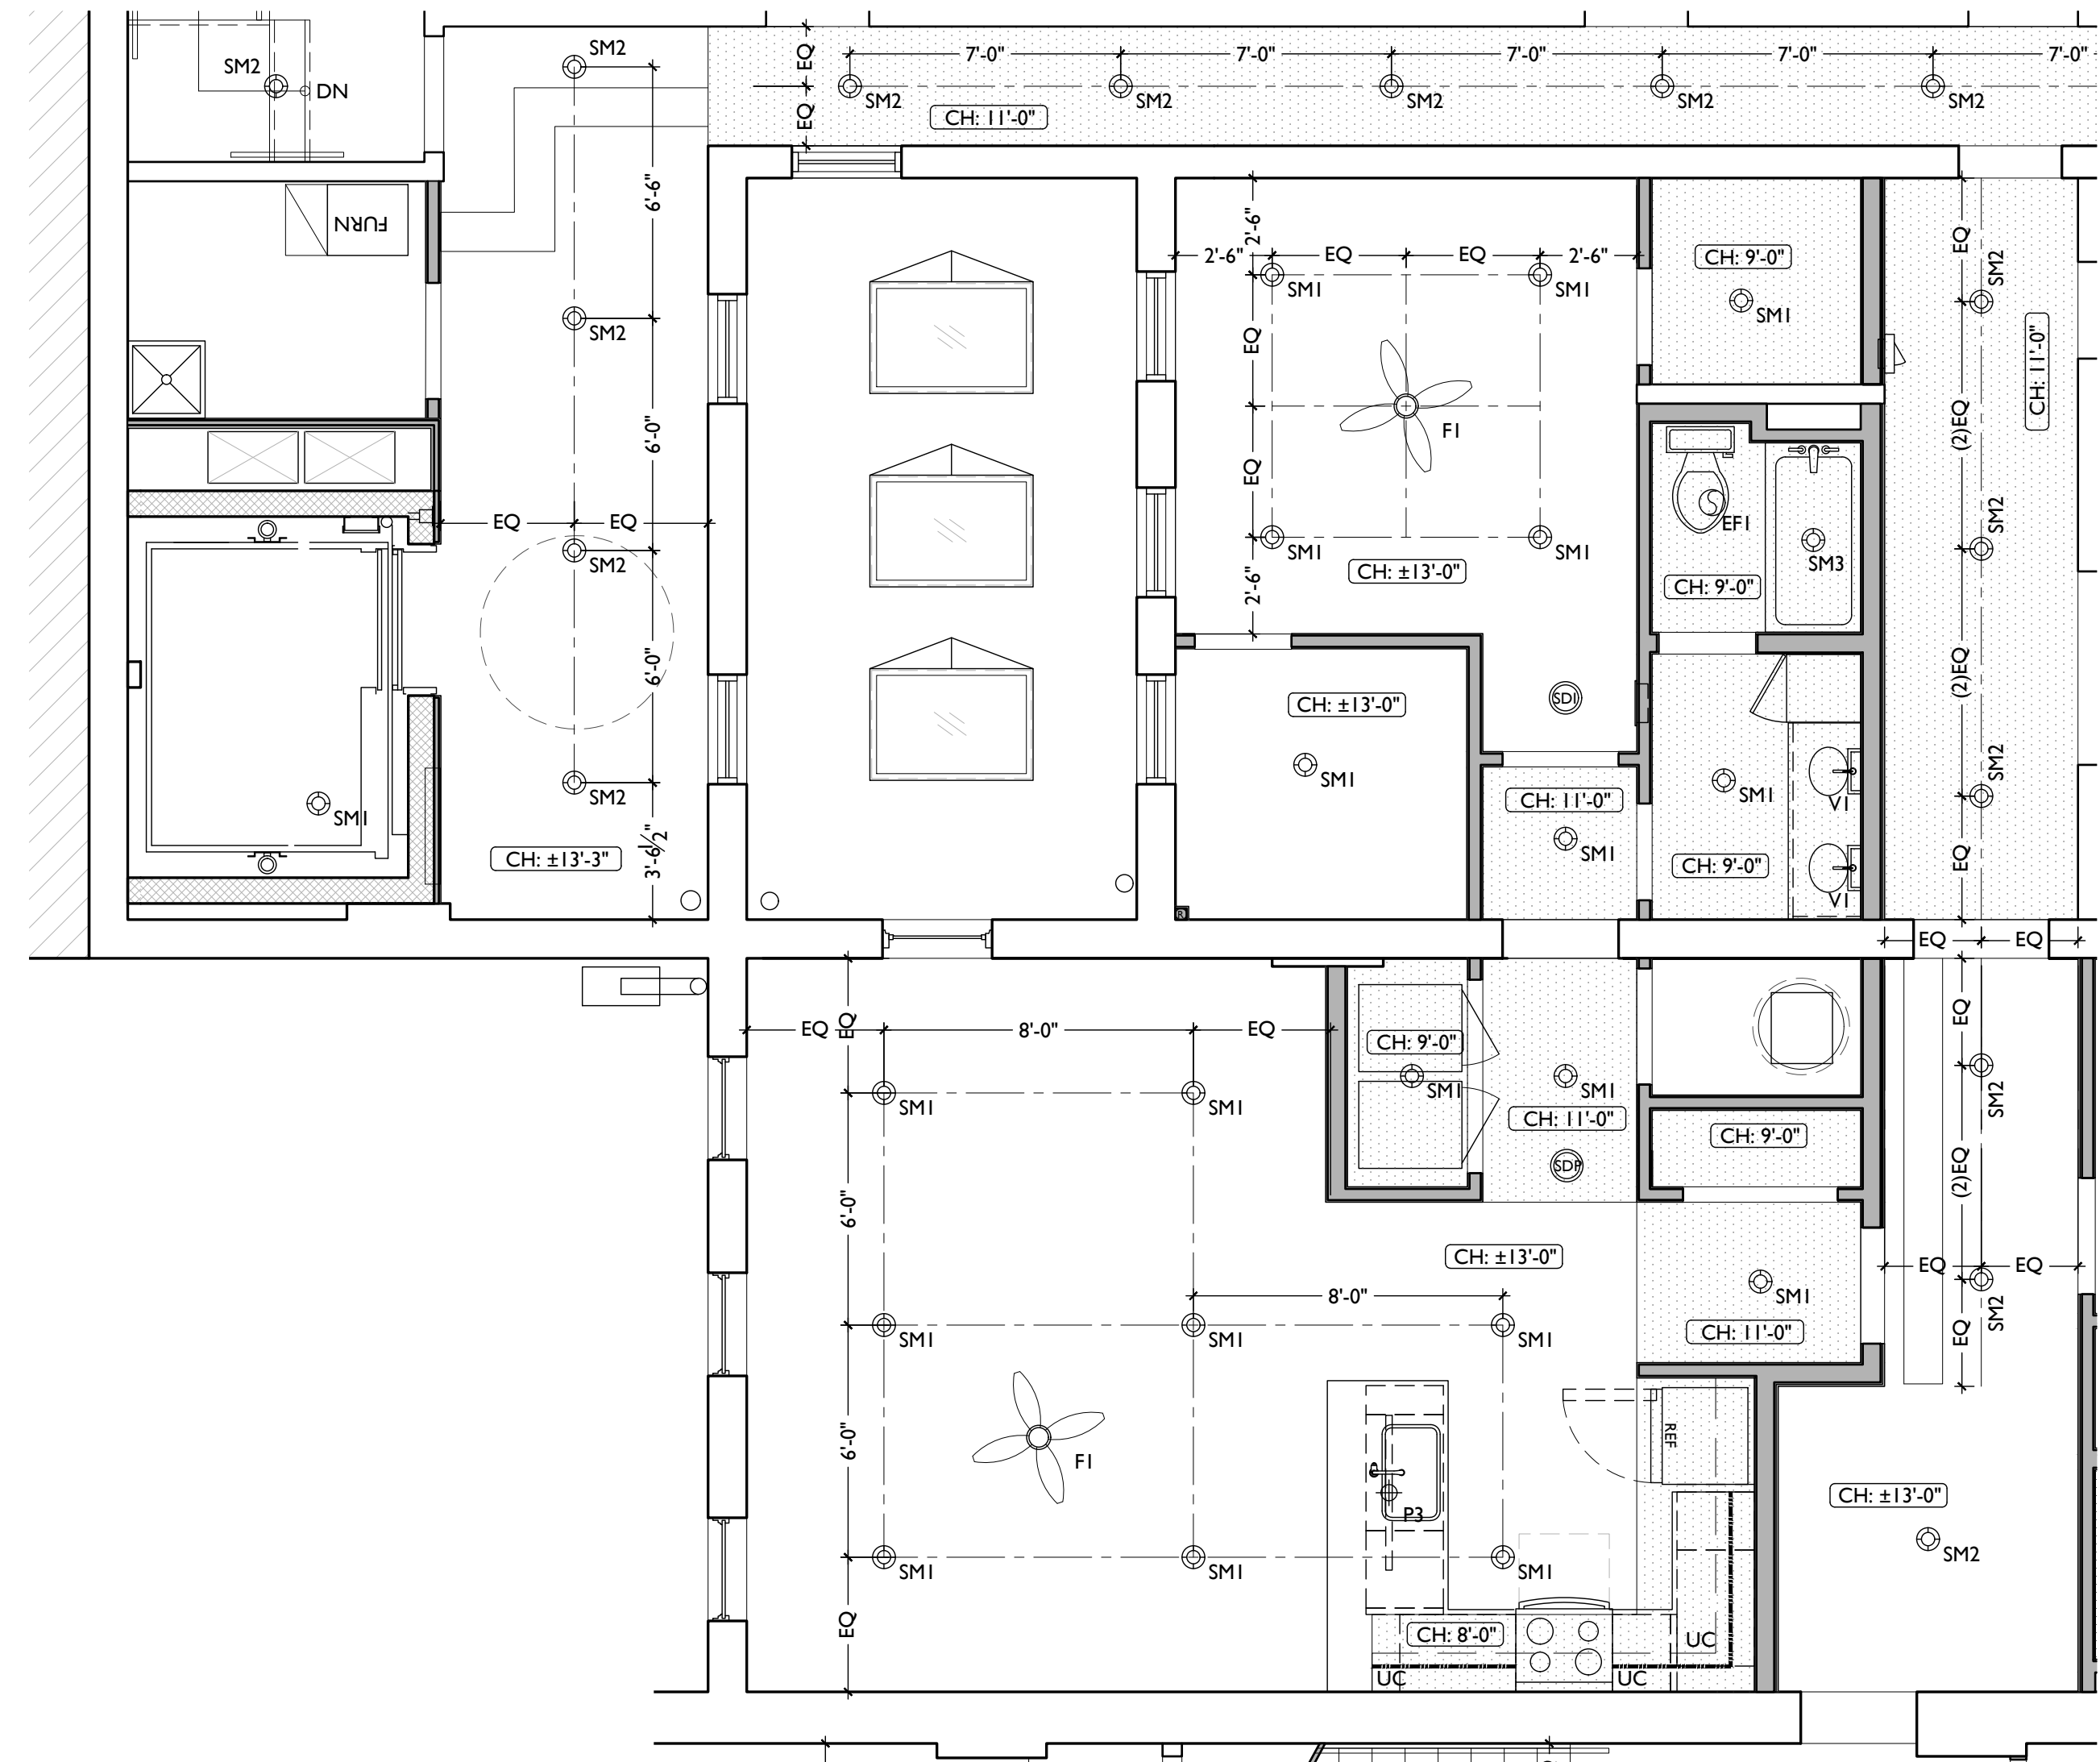 SM2
7'-0"
7'-0"
7'-0"
7'-0"
7'-0"
EQ
SM2
DN
SM2
SM2
SM2
SM2
SM2
EQ
CH: 11'-0"
6'-6"
FURN
2'-6"
2'-6"
EQ
EQ
2'-6"
CH: 9'-0"
EQ
SM2
SM1
SM1
SM1
SM2
EQ
CH: 11'-0"
6'-0"
F1
(2)EQ
EQ
EQ
EQ
EF1
SM2
SM2
SM1
SM1
SM3
CH: ±13'-0"
2'-6"
CH: 9'-0"
6'-0"
(2)EQ
SD1
CH: ±13'-0"
SM1
SM2
SM1
SM2
CH: 11'-0"
SM1
V1
SM1
3'-6 1/2"
CH: ±13'-3"
SM1
CH: 9'-0"
EQ
V1
R
EQ
EQ
EQ
EQ
8'-0"
EQ
EQ
CH: 9'-0"
SM1
SM1
SM2
SM1
SM1
CH: 11'-0"
CH: 9'-0"
SDP
(2)EQ
6'-0"
CH: ±13'-0"
EQ
EQ
SM1
8'-0"
SM2
SM1
SM1
SM1
CH: 11'-0"
EQ
6'-0"
F1
REF
CH: ±13'-0"
P3
SM2
SM1
SM1
SM1
EQ
CH: 8'-0"
UC
UC
UC